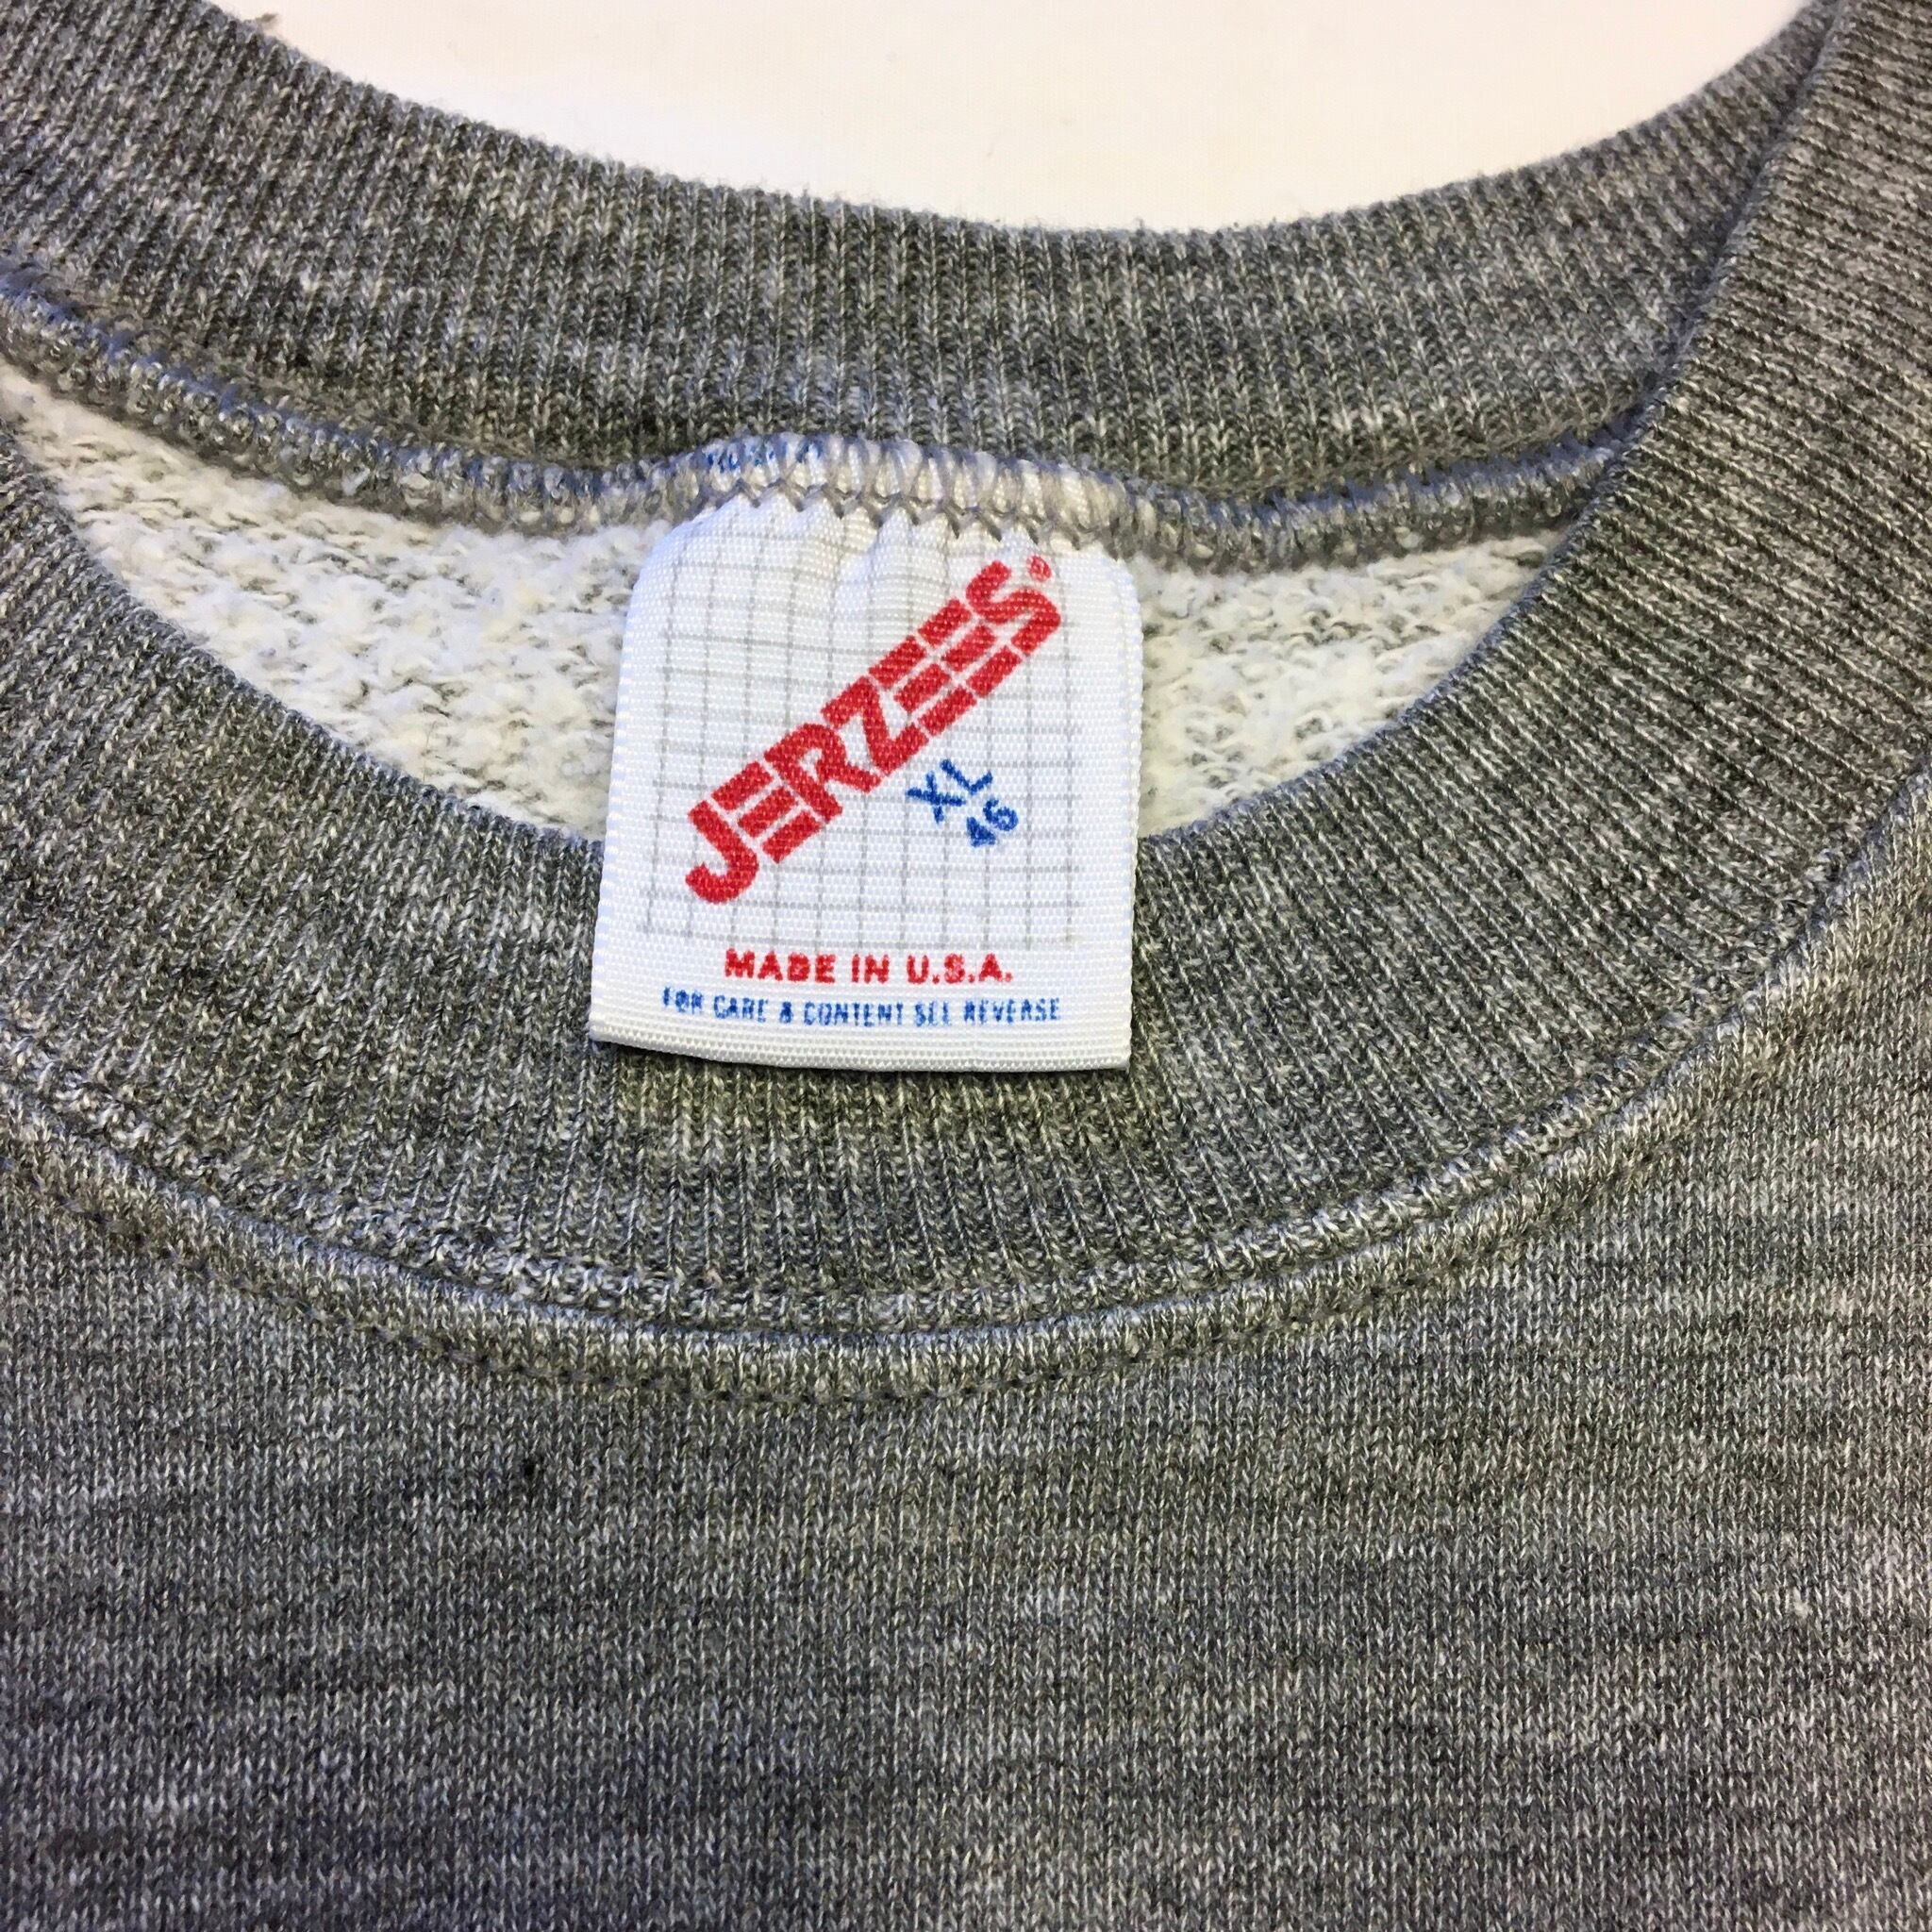 JERZEES®
XL
46
MADE IN U.S.A.
FOR CARE & CONTENT SEE REVERSE